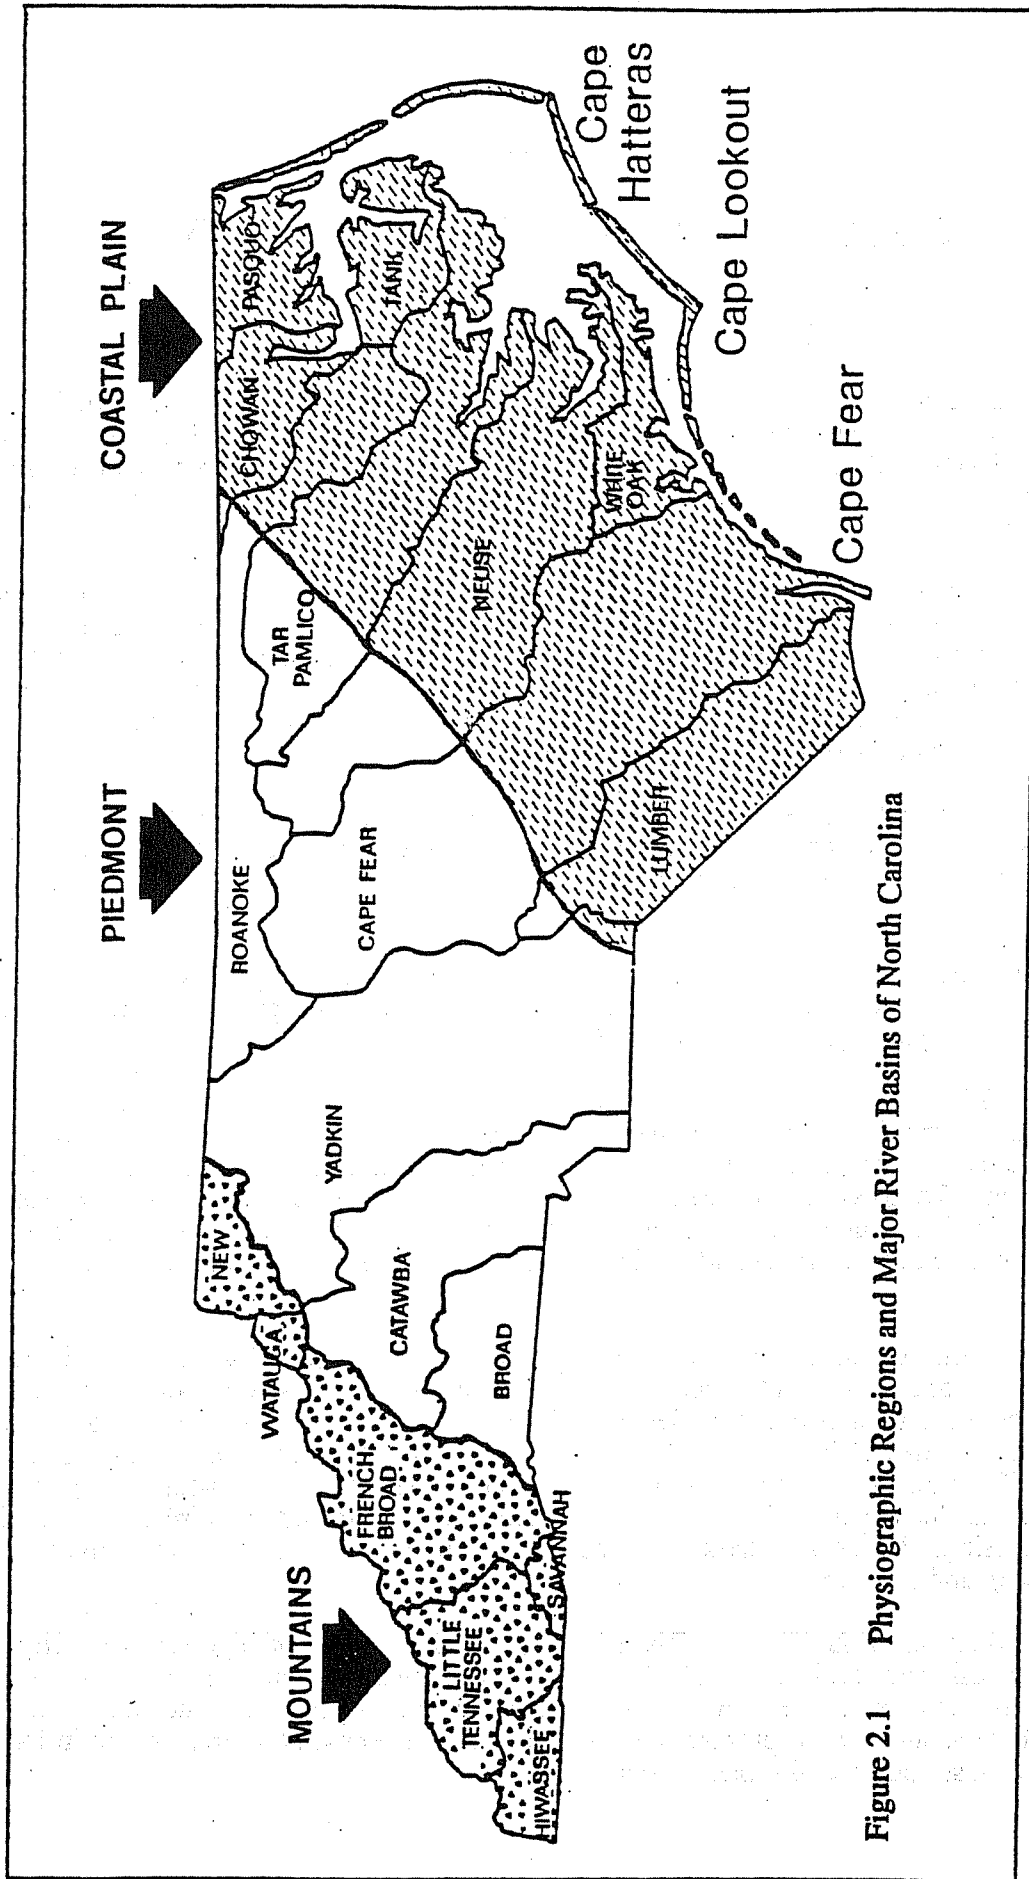 COASTAL PLAIN
PIEDMONT
MOUNTAINS
PASQUO
TANK
CHOWAN
TAR
PAMLICO
NEUSE
WHITE
OAK
ROANOKE
CAPE FEAR
LUMBER
YADKIN
NEW
WATAUGA
CATAWBA
BROAD
FRENCH
BROAD
LITTLE
TENNESSEE
SAVANNAH
HIWASSEE
Cape
Hatteras
Cape Lookout
Cape Fear
Figure 2.1 Physiographic Regions and Major River Basins of North Carolina